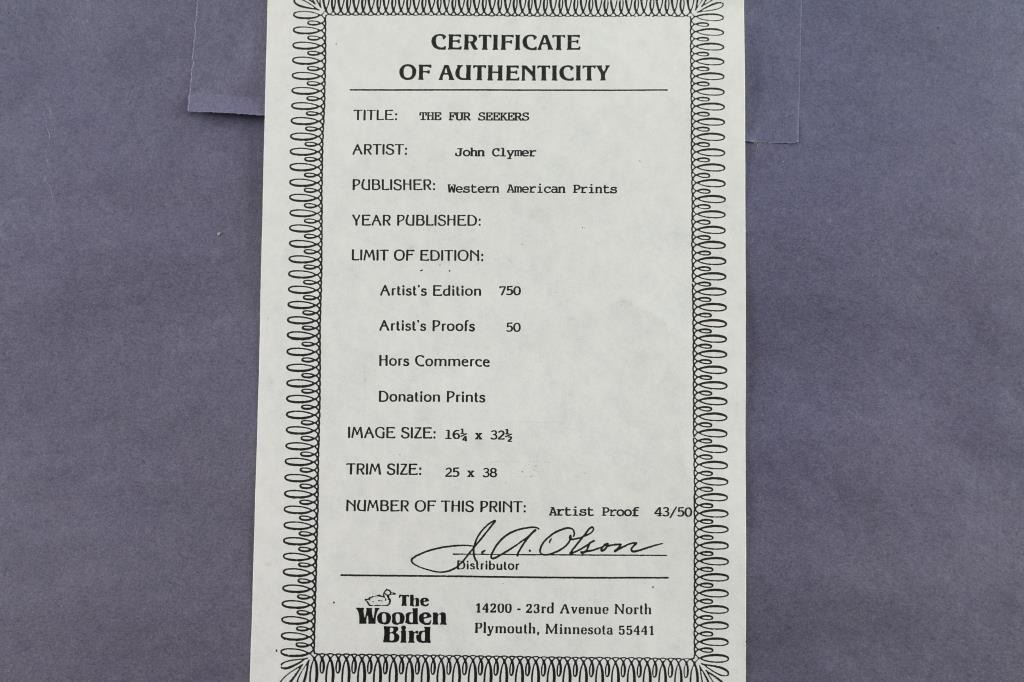 CERTIFICATE
OF AUTHENTICITY
TITLE: THE FUR SEEKERS
ARTIST: John Clymer
PUBLISHER: Western American Prints
YEAR PUBLISHED:
LIMIT OF EDITION:
Artist's Edition 750
Artist's Proofs 50
Hors Commerce
Donation Prints
IMAGE SIZE: 16¼ x 32½
TRIM SIZE: 25 x 38
NUMBER OF THIS PRINT: Artist Proof 43/50
J. A. Olson
Distributor
The
Wooden
Bird
14200 - 23rd Avenue North
Plymouth, Minnesota 55441